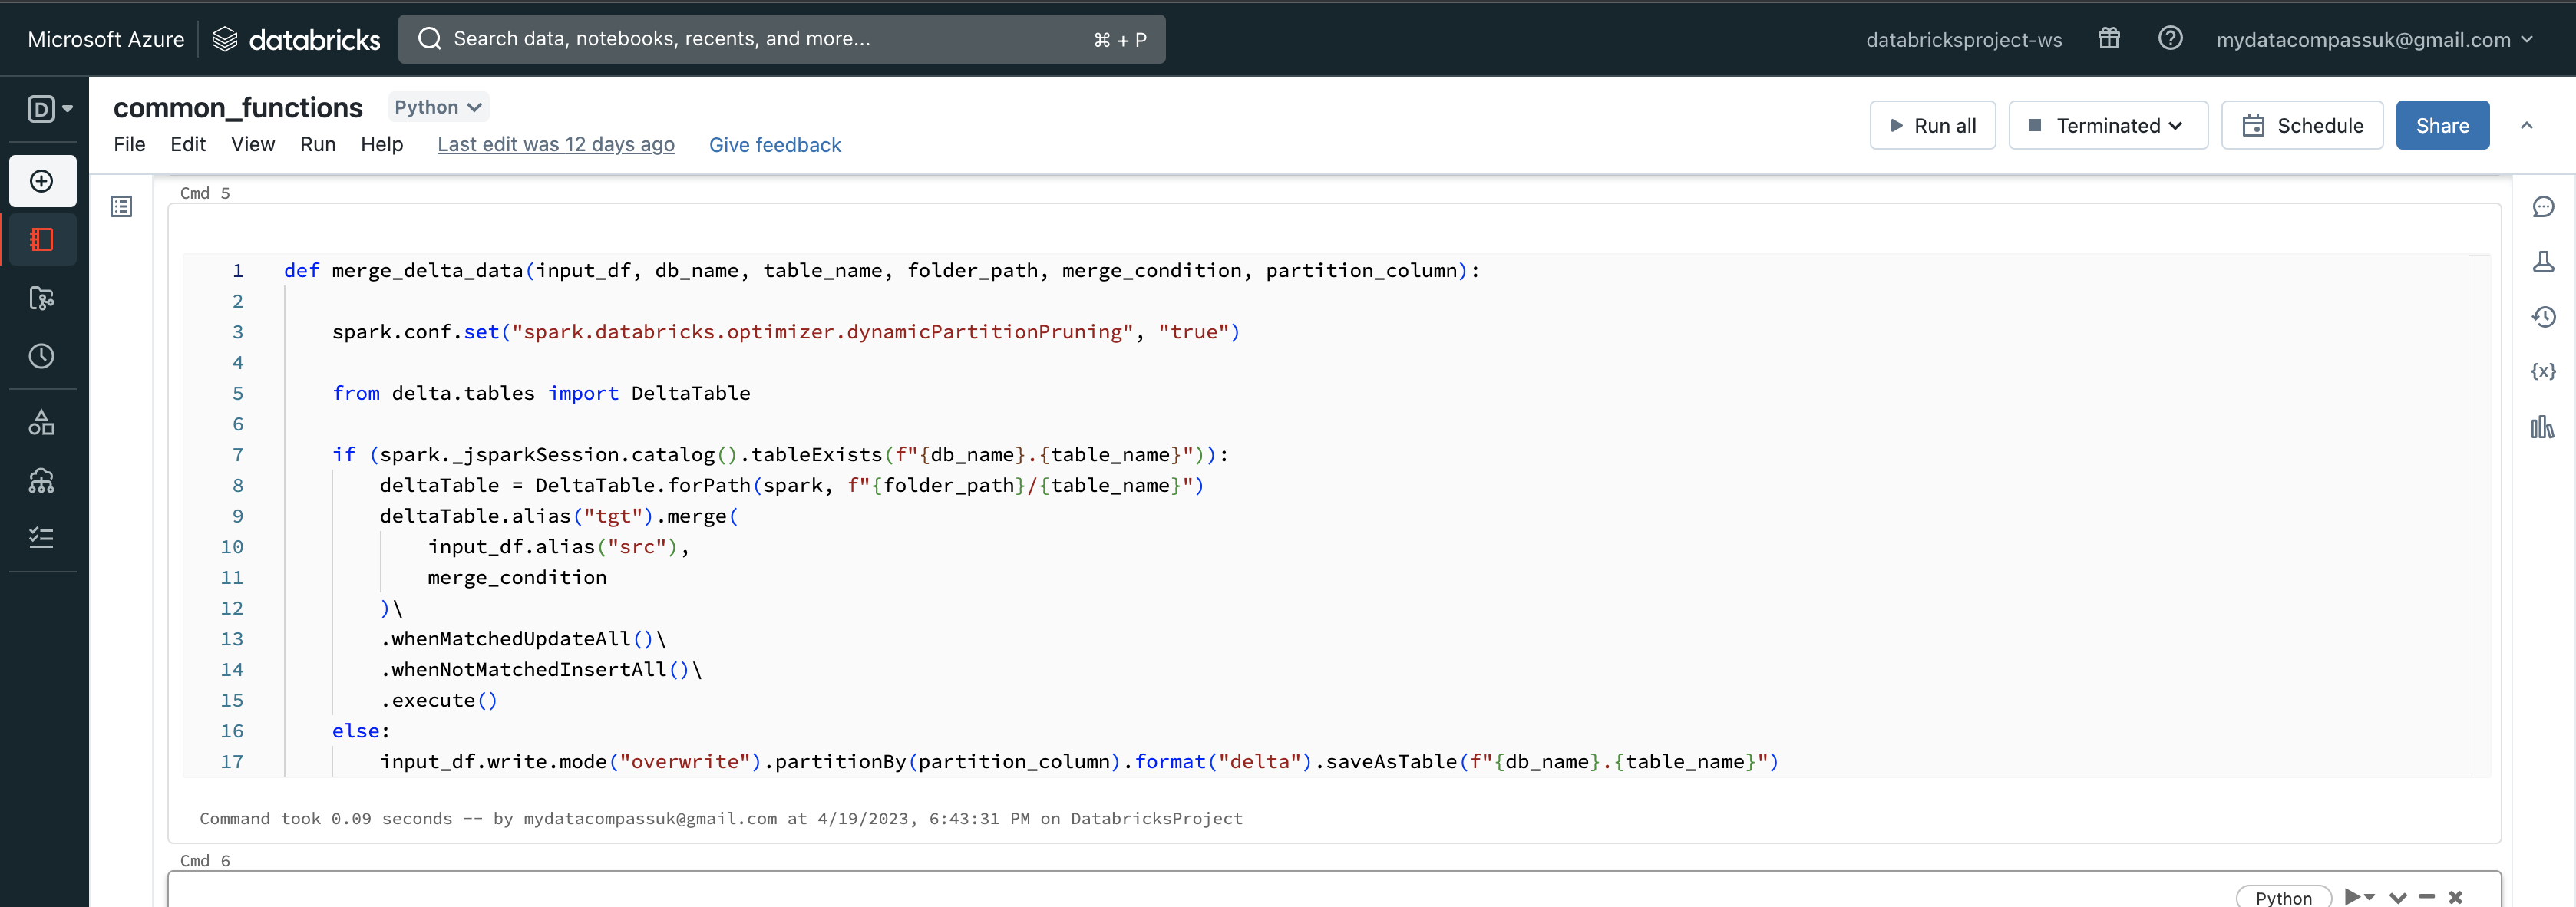 Microsoft Azure databricks Search data, notebooks, recents, and more... ⌘ + P databricksproject-ws mydatacompassuk@gmail.com
D
common_functions Python
File Edit View Run Help Last edit was 12 days ago Give feedback Run all Terminated Schedule Share
Cmd 5
1 def merge_delta_data(input_df, db_name, table_name, folder_path, merge_condition, partition_column):
2
3 spark.conf.set("spark.databricks.optimizer.dynamicPartitionPruning", "true")
4
5 from delta.tables import DeltaTable
6
7 if (spark._jsparkSession.catalog().tableExists(f"{db_name}.{table_name}")):
8 deltaTable = DeltaTable.forPath(spark, f"{folder_path}/{table_name}")
9 deltaTable.alias("tgt").merge(
10 input_df.alias("src"),
11 merge_condition
12 )\
13 .whenMatchedUpdateAll()\
14 .whenNotMatchedInsertAll()\
15 .execute()
16 else:
17 input_df.write.mode("overwrite").partitionBy(partition_column).format("delta").saveAsTable(f"{db_name}.{table_name}")
Command took 0.09 seconds -- by mydatacompassuk@gmail.com at 4/19/2023, 6:43:31 PM on DatabricksProject
Cmd 6
Python
{x}